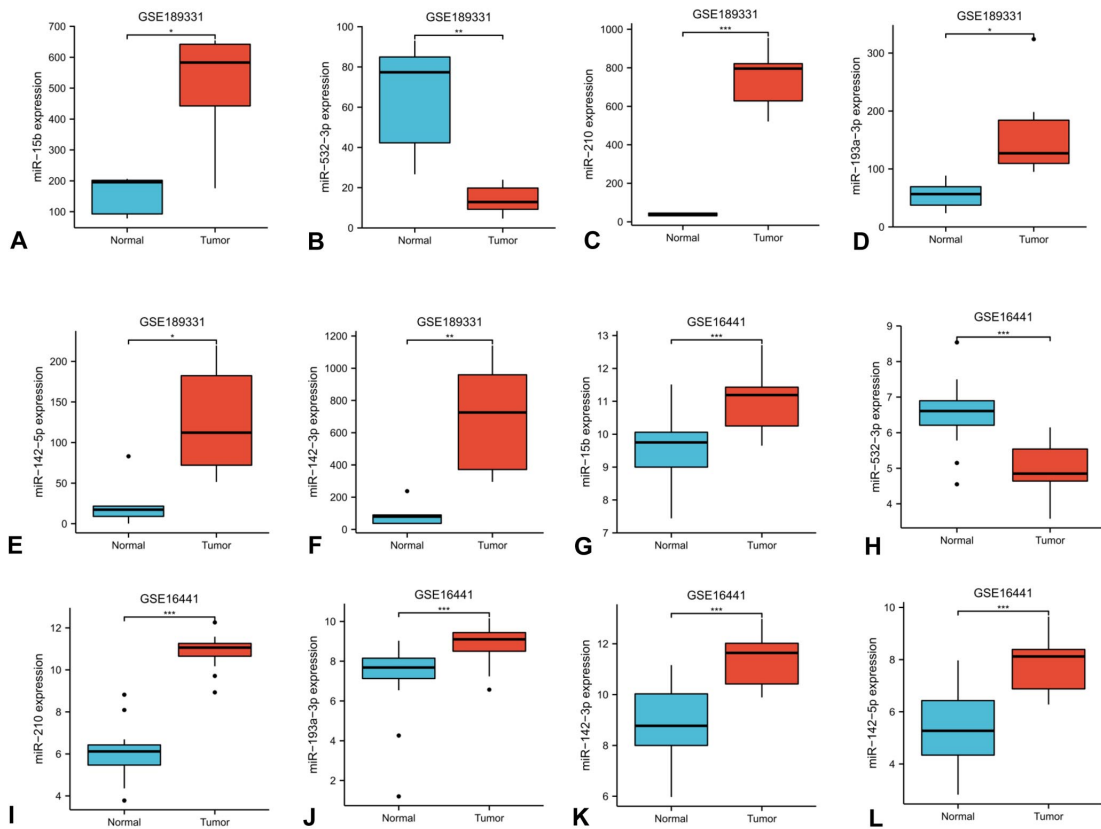 GSE189331
*
miR−15b expression
700
600
500
400
300
200
100
Normal Tumor
A
GSE189331
**
miR−532−3p expression
100
80
60
40
20
0
Normal Tumor
B
GSE189331
***
miR−210 expression
1000
800
600
400
200
0
Normal Tumor
C
GSE189331
*
miR−193a−3p expression
300
200
100
0
Normal Tumor
D
GSE189331
*
miR−142−5p expression
200
150
100
50
0
Normal Tumor
E
GSE189331
**
miR−142−3p expression
1200
1000
800
600
400
200
0
Normal Tumor
F
GSE16441
***
miR−15b expression
13
12
11
10
9
8
7
Normal Tumor
G
GSE16441
***
miR−532−3p expression
9
8
7
6
5
4
Normal Tumor
H
GSE16441
***
miR−210 expression
12
10
8
6
4
Normal Tumor
I
GSE16441
***
miR−193a−3p expression
10
8
6
4
2
Normal Tumor
J
GSE16441
***
miR−142−3p expression
12
10
8
6
Normal Tumor
K
GSE16441
***
miR−142−5p expression
10
8
6
4
Normal Tumor
L